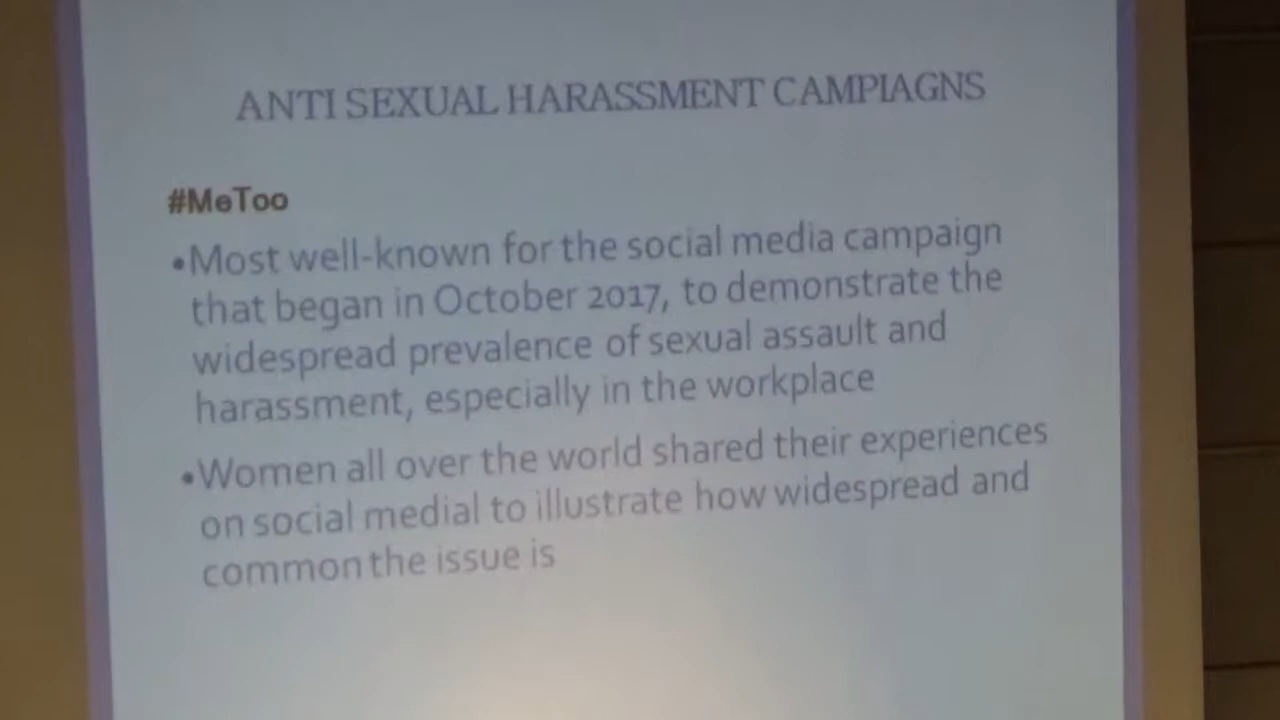 ANTI SEXUAL HARASSMENT CAMPIAGNS
#MeToo
•Most well-known for the social media campaign
that began in October 2017, to demonstrate the
widespread prevalence of sexual assault and
harassment, especially in the workplace
•Women all over the world shared their experiences
on social medial to illustrate how widespread and
common the issue is